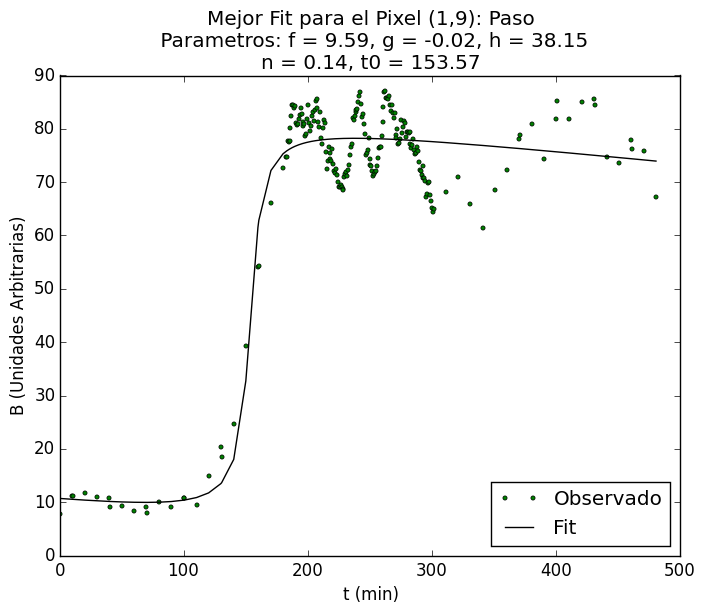 Mejor Fit para el Pixel (1,9): Paso
Parametros: f = 9.59, g = -0.02, h = 38.15
n = 0.14, t0 = 153.57
90
80
70
60
50
40
30
20
10
0
B (Unidades Arbitrarias)
Observado
Fit
0 100 200 300 400 500
t (min)